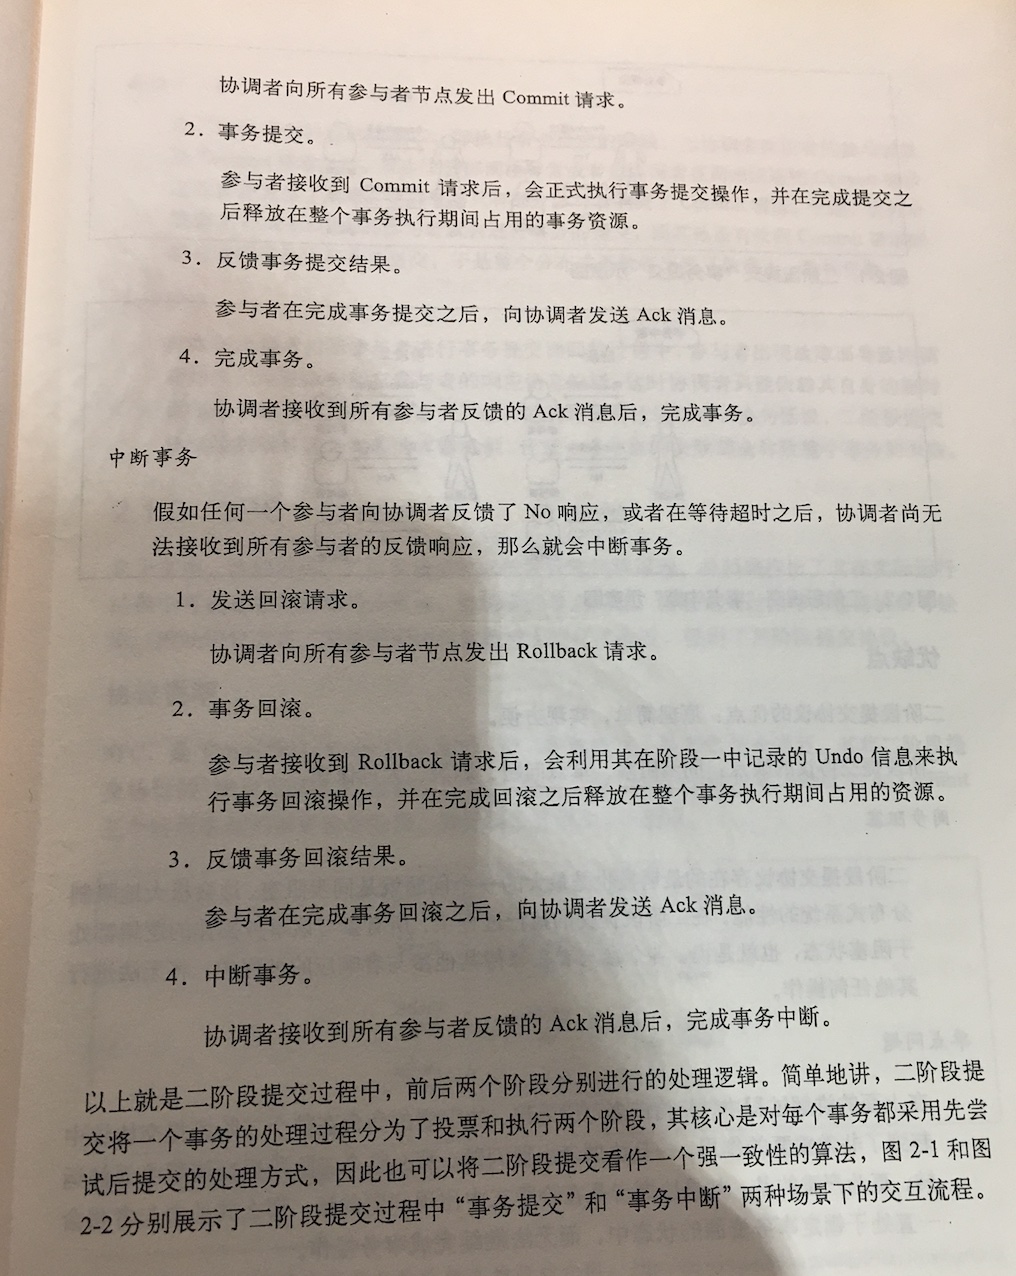 协调者向所有参与者节点发出 Commit 请求。
2．事务提交。
参与者接收到 Commit 请求后，会正式执行事务提交操作，并在完成提交之
后释放在整个事务执行期间占用的事务资源。
3．反馈事务提交结果。
参与者在完成事务提交之后，向协调者发送 Ack 消息。
4．完成事务。
协调者接收到所有参与者反馈的 Ack 消息后，完成事务。
中断事务
假如任何一个参与者向协调者反馈了 No 响应，或者在等待超时之后，协调者尚无
法接收到所有参与者的反馈响应，那么就会中断事务。
1．发送回滚请求。
协调者向所有参与者节点发出 Rollback 请求。
2．事务回滚。
参与者接收到 Rollback 请求后，会利用其在阶段一中记录的 Undo 信息来执
行事务回滚操作，并在完成回滚之后释放在整个事务执行期间占用的资源。
3．反馈事务回滚结果。
参与者在完成事务回滚之后，向协调者发送 Ack 消息。
4．中断事务。
协调者接收到所有参与者反馈的 Ack 消息后，完成事务中断。
以上就是二阶段提交过程中，前后两个阶段分别进行的处理逻辑。简单地讲，二阶段提
交将一个事务的处理过程分为了投票和执行两个阶段，其核心是对每个事务都采用先尝
试后提交的处理方式，因此也可以将二阶段提交看作一个强一致性的算法，图 2-1 和图
2-2 分别展示了二阶段提交过程中“事务提交”和“事务中断”两种场景下的交互流程。